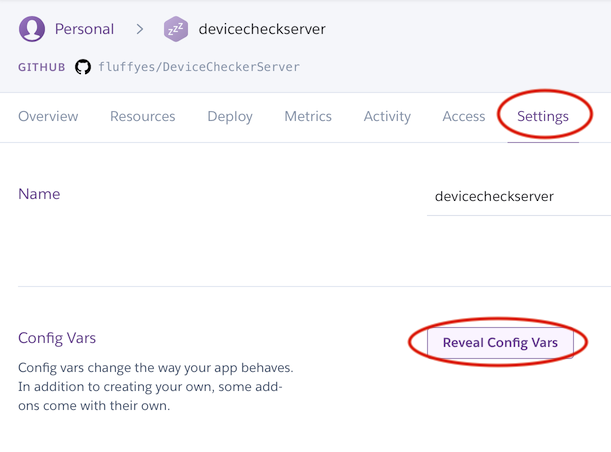 Personal > devicecheckserver
GITHUB fluffyes/DeviceCheckerServer
Overview Resources Deploy Metrics Activity Access Settings
Name devicecheckserver
Config Vars Reveal Config Vars
Config vars change the way your app behaves.
In addition to creating your own, some add-
ons come with their own.